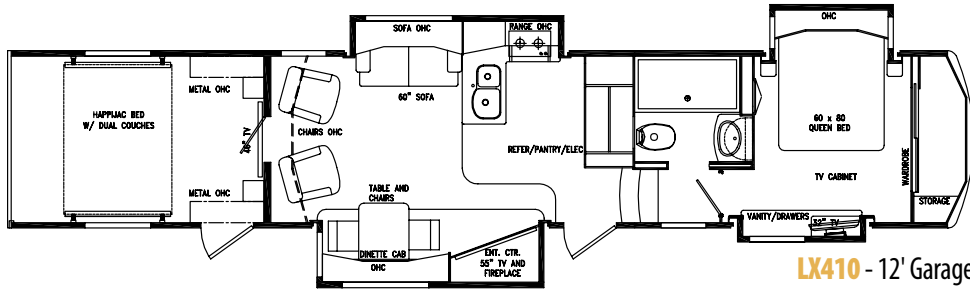 HAPPIJAC BED
W/ DUAL COUCHES
METAL OHC
METAL OHC
48" TV
CHAIRS OHC
SOFA OHC
60" SOFA
RANGE OHC
REFER/PANTRY/ELEC
TABLE AND
CHAIRS
DINETTE CAB
OHC
ENT. CTR.
55" TV AND
FIREPLACE
OHC
60 x 80
QUEEN BED
TV CABINET
VANITY/DRAWERS
32" TV
WARDROBE
STORAGE
LX410 - 12' Garage